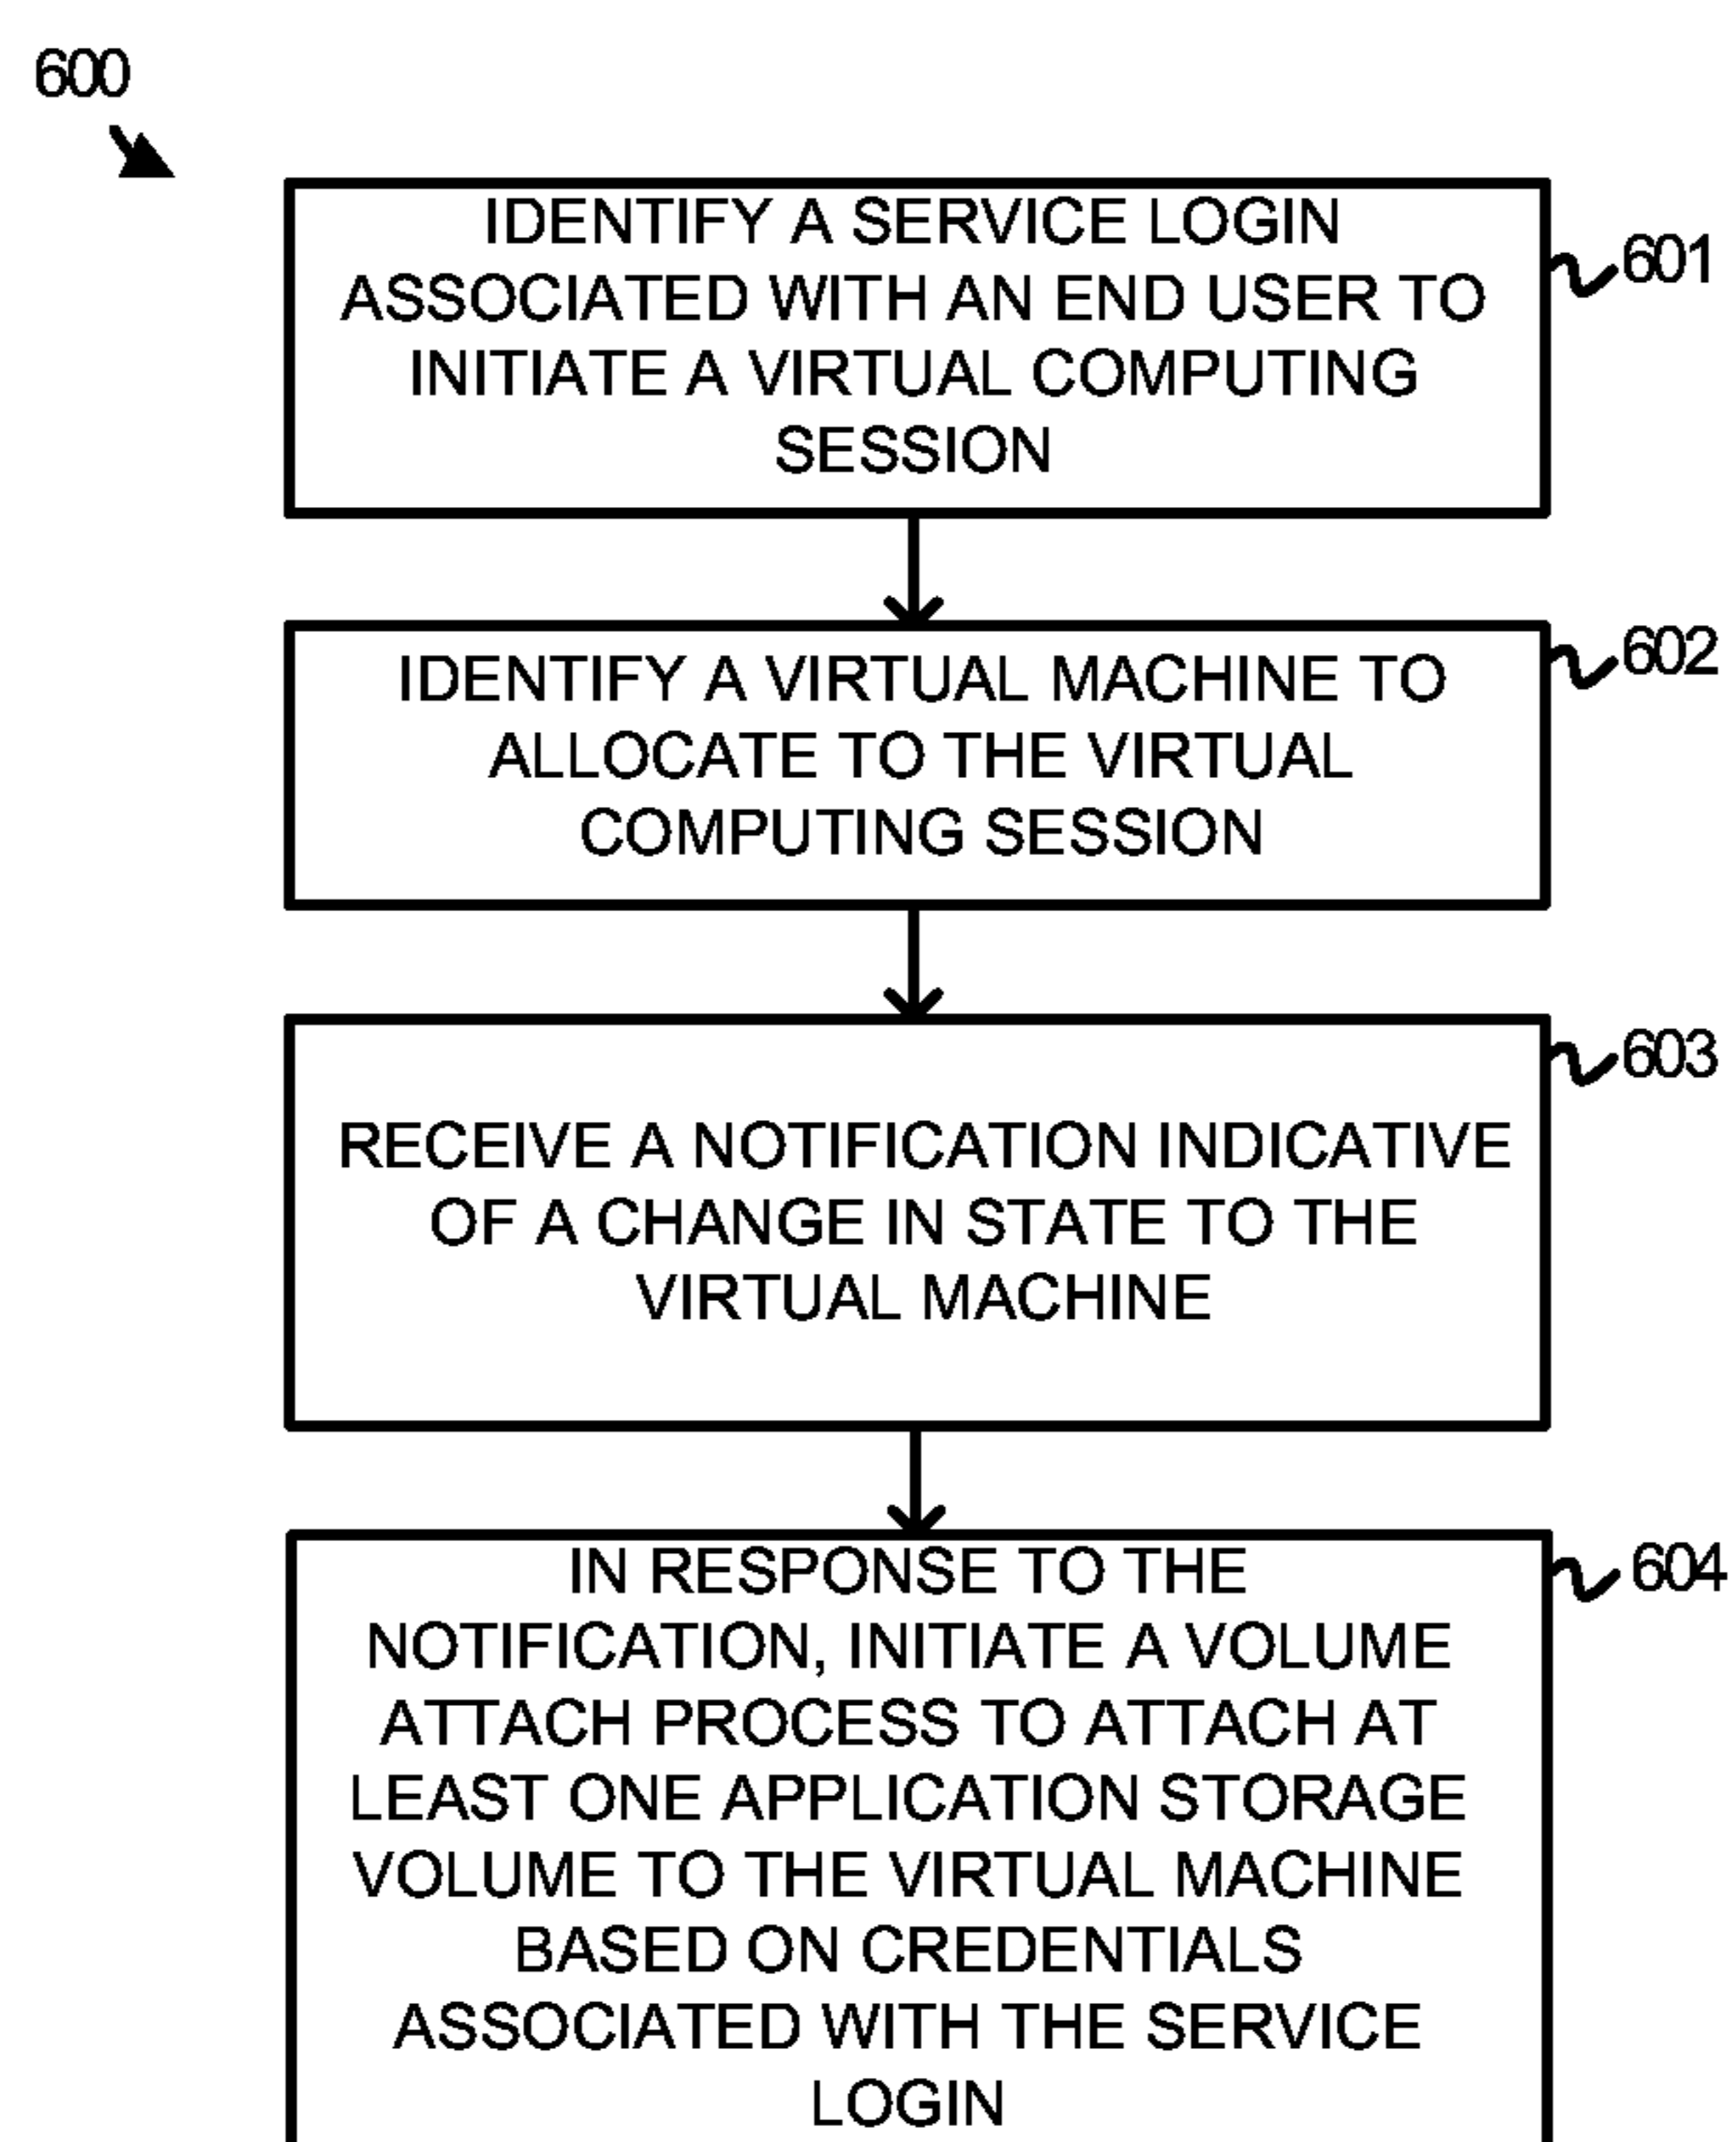 600
IDENTIFY A SERVICE LOGIN
ASSOCIATED WITH AN END USER TO
INITIATE A VIRTUAL COMPUTING
SESSION
601
IDENTIFY A VIRTUAL MACHINE TO
ALLOCATE TO THE VIRTUAL
COMPUTING SESSION
602
RECEIVE A NOTIFICATION INDICATIVE
OF A CHANGE IN STATE TO THE
VIRTUAL MACHINE
603
IN RESPONSE TO THE
NOTIFICATION, INITIATE A VOLUME
ATTACH PROCESS TO ATTACH AT
LEAST ONE APPLICATION STORAGE
VOLUME TO THE VIRTUAL MACHINE
BASED ON CREDENTIALS
ASSOCIATED WITH THE SERVICE
LOGIN
604